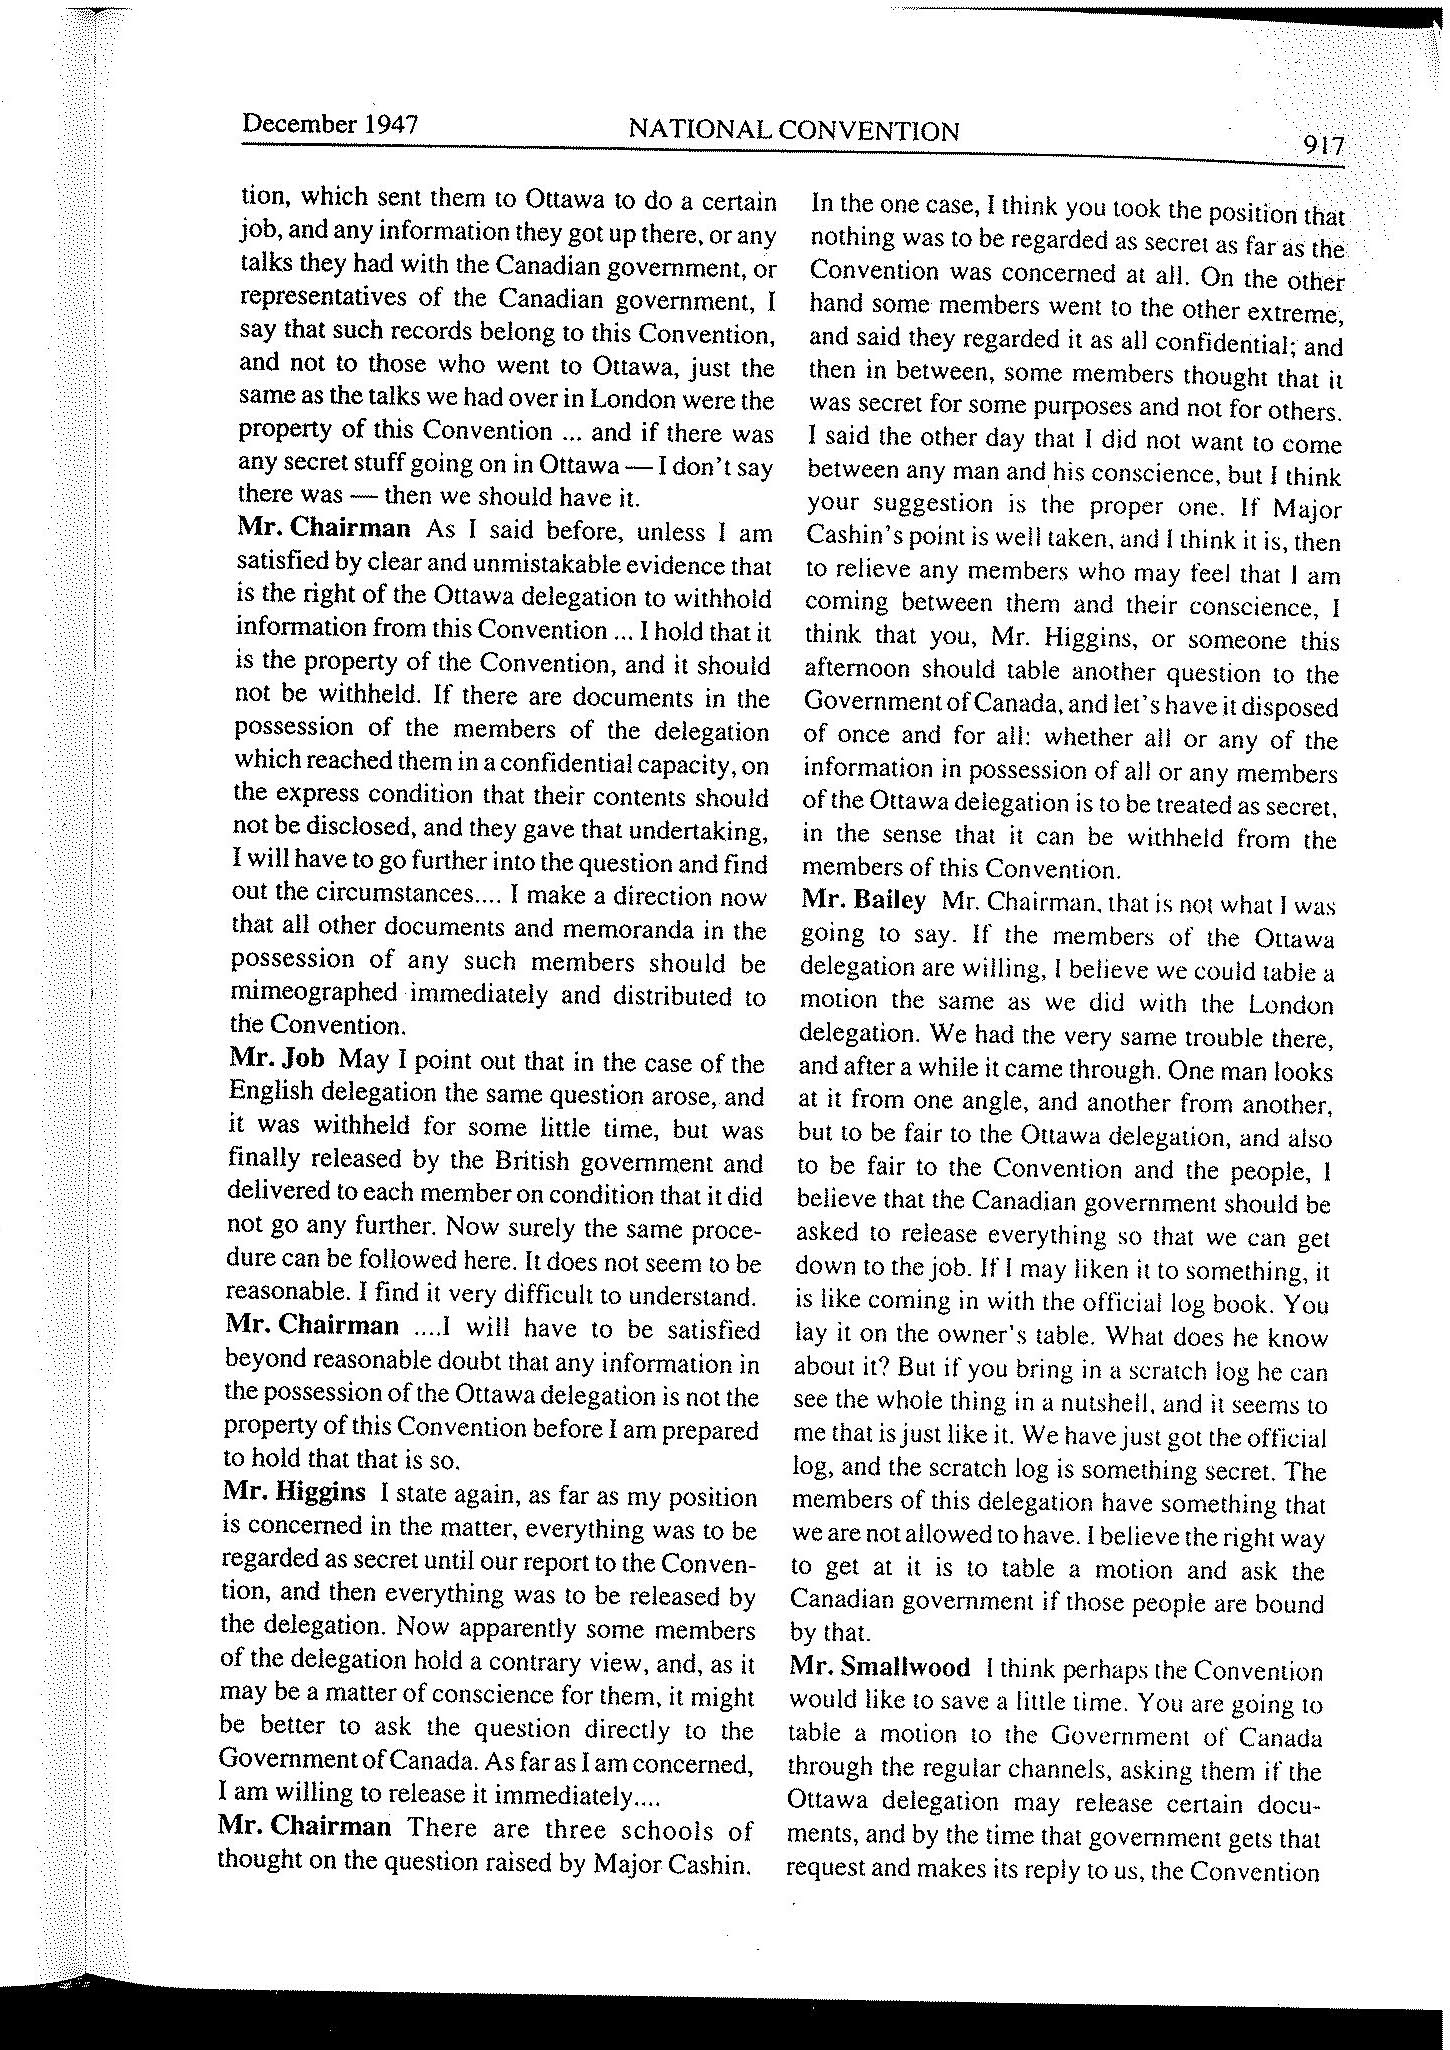 December 1947
NATIONAL CONVENTION
917
tion, which sent them to Ottawa to do a certain
job, and any information they got up there, or any
talks they had with the Canadian government, or
representatives of the Canadian government, I
say that such records belong to this Convention,
and not to those who went to Ottawa, just the
same as the talks we had over in London were the
property of this Convention ... and if there was
any secret stuff going on in Ottawa — I don't say
there was — then we should have it.
Mr. Chairman As I said before, unless I am
satisfied by clear and unmistakable evidence that
is the right of the Ottawa delegation to withhold
information from this Convention ... I hold that it
is the property of the Convention, and it should
not be withheld. If there are documents in the
possession of the members of the delegation
which reached them in a confidential capacity, on
the express condition that their contents should
not be disclosed, and they gave that undertaking,
I will have to go further into the question and find
out the circumstances.... I make a direction now
that all other documents and memoranda in the
possession of any such members should be
mimeographed immediately and distributed to
the Convention.
Mr. Job May I point out that in the case of the
English delegation the same question arose, and
it was withheld for some little time, but was
finally released by the British government and
delivered to each member on condition that it did
not go any further. Now surely the same proce-
dure can be followed here. It does not seem to be
reasonable. I find it very difficult to understand.
Mr. Chairman ....I will have to be satisfied
beyond reasonable doubt that any information in
the possession of the Ottawa delegation is not the
property of this Convention before I am prepared
to hold that that is so.
Mr. Higgins I state again, as far as my position
is concerned in the matter, everything was to be
regarded as secret until our report to the Conven-
tion, and then everything was to be released by
the delegation. Now apparently some members
of the delegation hold a contrary view, and, as it
may be a matter of conscience for them, it might
be better to ask the question directly to the
Government of Canada. As far as I am concerned,
I am willing to release it immediately....
Mr. Chairman There are three schools of
thought on the question raised by Major Cashin.
In the one case, I think you took the position that
nothing was to be regarded as secret as far as the
Convention was concerned at all. On the other
hand some members went to the other extreme,
and said they regarded it as all confidential; and
then in between, some members thought that it
was secret for some purposes and not for others.
I said the other day that I did not want to come
between any man and his conscience, but I think
your suggestion is the proper one. If Major
Cashin's point is well taken, and I think it is, then
to relieve any members who may feel that I am
coming between them and their conscience, I
think that you, Mr. Higgins, or someone this
afternoon should table another question to the
Government of Canada, and let's have it disposed
of once and for all: whether all or any of the
information in possession of all or any members
of the Ottawa delegation is to be treated as secret,
in the sense that it can be withheld from the
members of this Convention.
Mr. Bailey Mr. Chairman, that is not what I was
going to say. If the members of the Ottawa
delegation are willing, I believe we could table a
motion the same as we did with the London
delegation. We had the very same trouble there,
and after a while it came through. One man looks
at it from one angle, and another from another,
but to be fair to the Ottawa delegation, and also
to be fair to the Convention and the people, I
believe that the Canadian government should be
asked to release everything so that we can get
down to the job. If I may liken it to something, it
is like coming in with the official log book. You
lay it on the owner's table. What does he know
about it? But if you bring in a scratch log he can
see the whole thing in a nutshell, and it seems to
me that is just like it. We have just got the official
log, and the scratch log is something secret. The
members of this delegation have something that
we are not allowed to have. I believe the right way
to get at it is to table a motion and ask the
Canadian government if those people are bound
by that.
Mr. Smallwood I think perhaps the Convention
would like to save a little time. You are going to
table a motion to the Government of Canada
through the regular channels, asking them if the
Ottawa delegation may release certain docu-
ments, and by the time that government gets that
request and makes its reply to us, the Convention